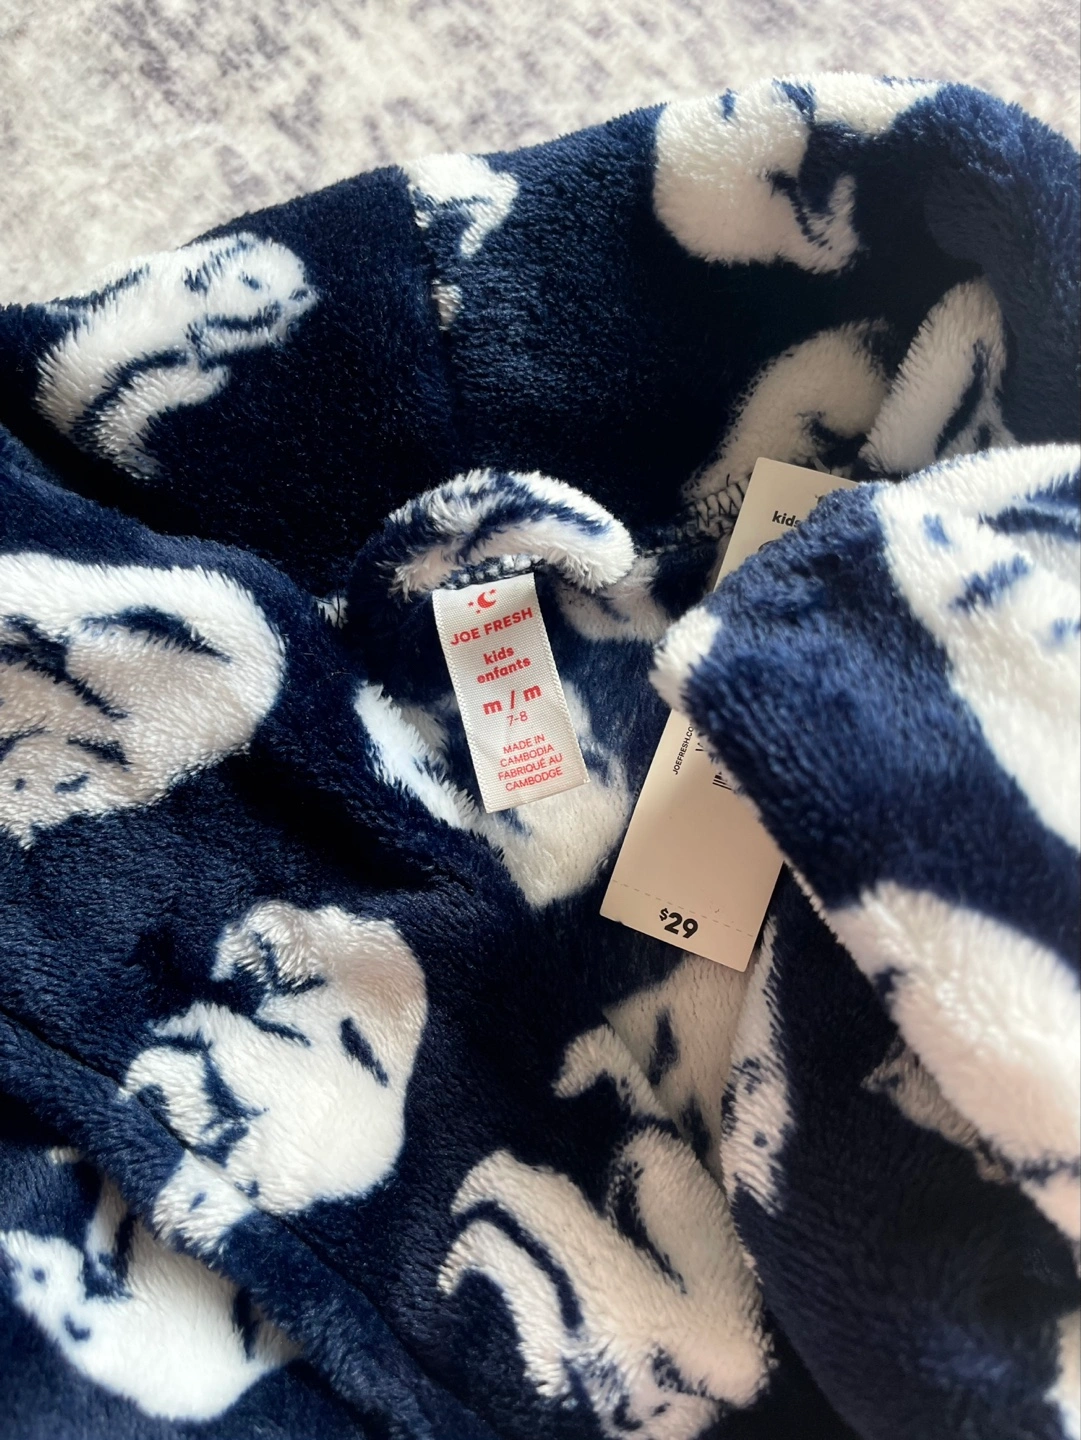 JOE FRESH
kids
enfants
m / m
7-8
MADE IN
CAMBODIA
FABRIQUÉ AU
CAMBODGE
kids
JOEFRESH.CO
$29